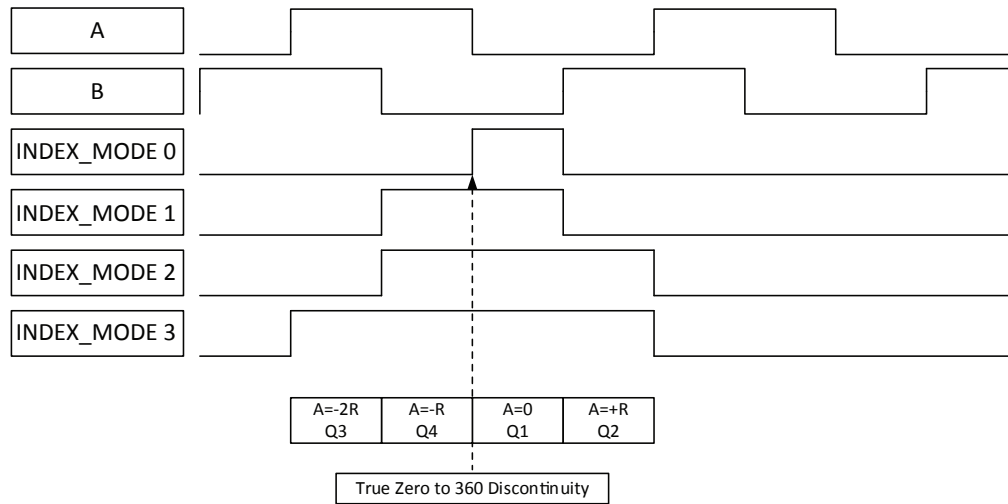 A
B
INDEX_MODE 0
INDEX_MODE 1
INDEX_MODE 2
INDEX_MODE 3
A=-2R
Q3
A=-R
Q4
A=0
Q1
A=+R
Q2
True Zero to 360 Discontinuity